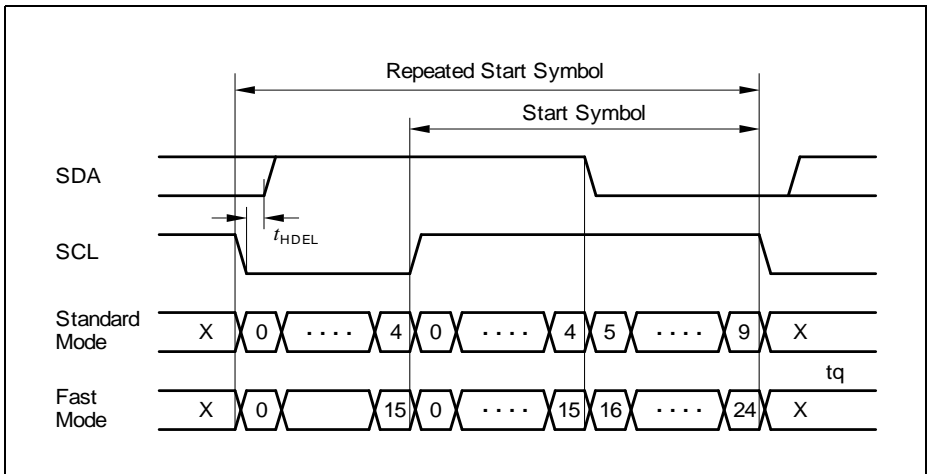 Repeated Start Symbol
Start Symbol
SDA
tHDEL
SCL
Standard
Mode
X 0 · · · · 4 0 · · · · 4 5 · · · · 9 X
tq
Fast
Mode
X 0 15 0 · · · · 15 16 · · · · 24 X